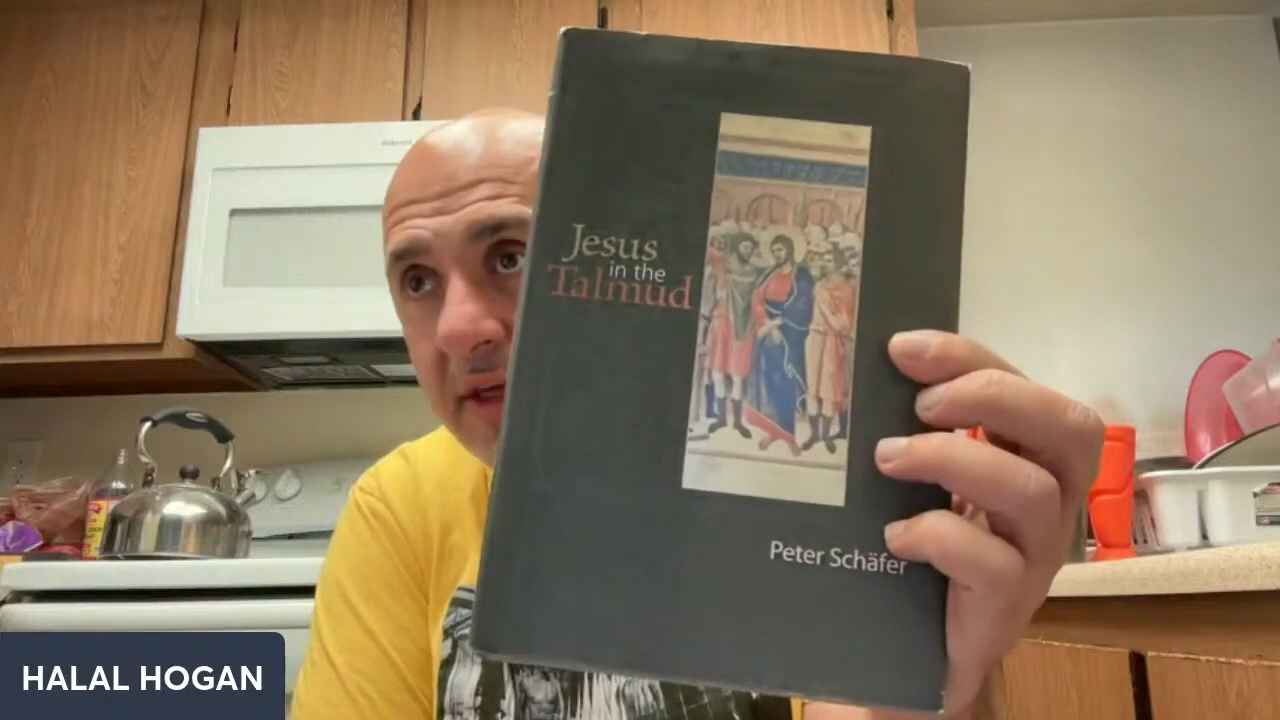 Jesus
in the
Talmud
Peter Schäfer
HALAL HOGAN